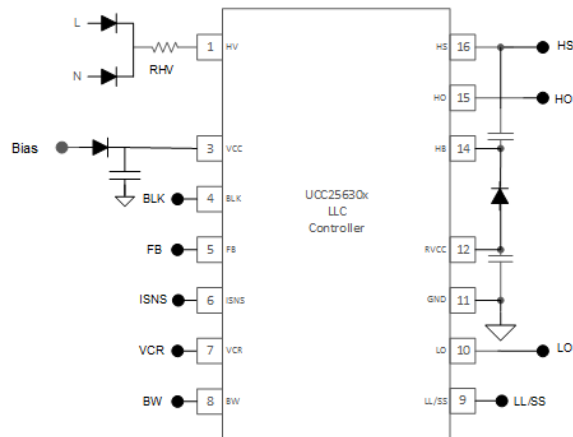 L
N
RHV
1
HV
16
HS
HS
15
HO
HO
Bias
3
VCC
14
HB
UCC25630x
LLC
Controller
BLK
4
BLK
FB
5
FB
12
RVCC
ISNS
6
ISNS
11
GND
VCR
7
VCR
10
LO
LO
BW
8
BW
9
LL/SS
LL/SS